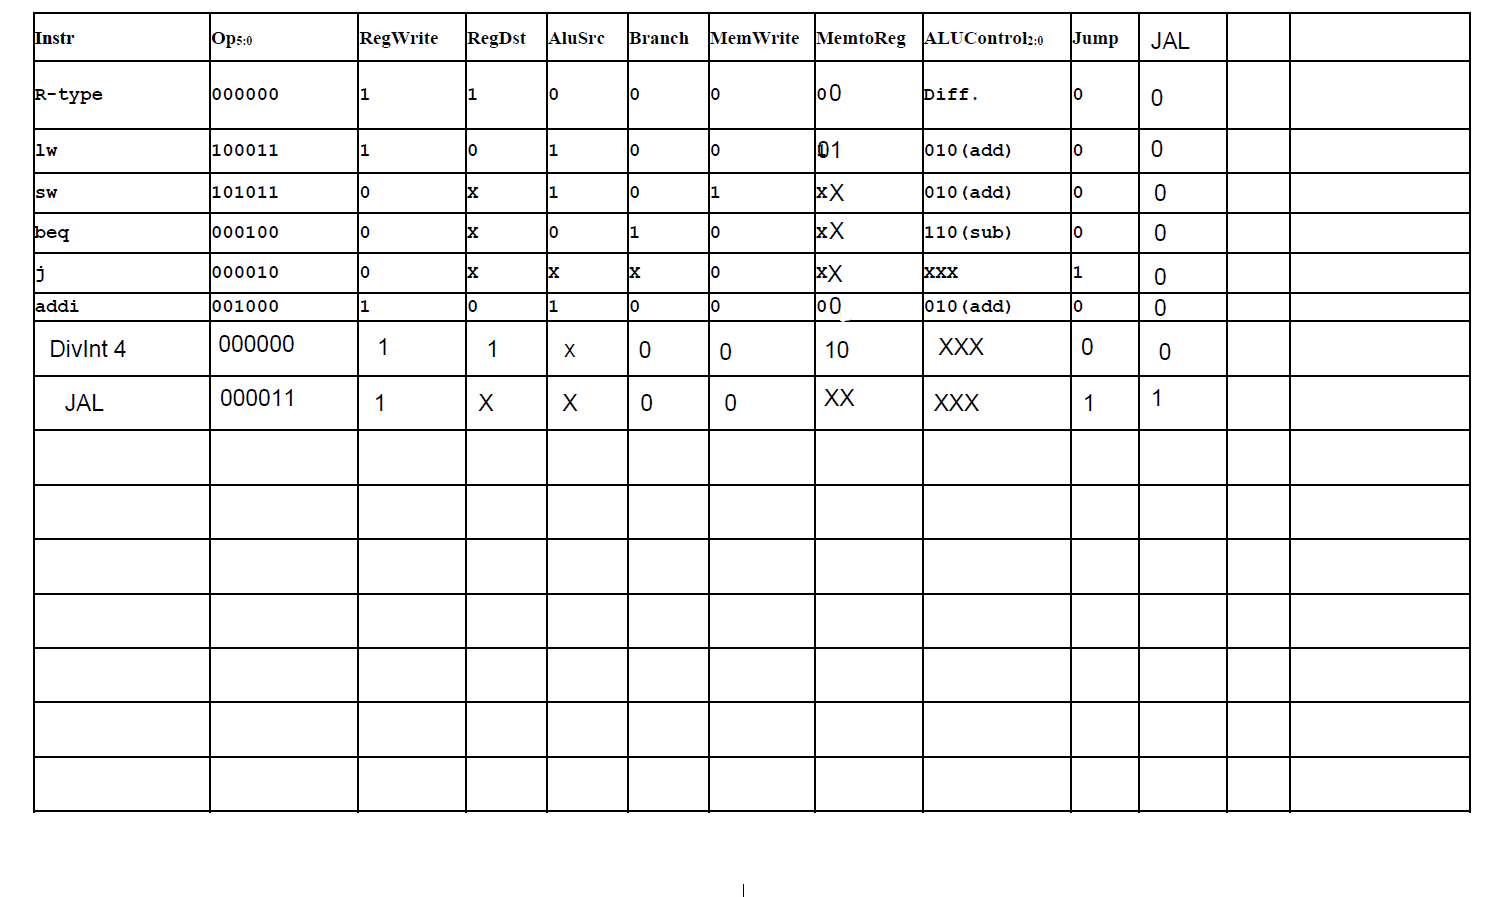 Instr Op5:0 RegWrite RegDst AluSrc Branch MemWrite MemtoReg ALUControl2:0 Jump JAL
R-type 000000 1 1 0 0 0 00 Diff. 0 0
lw 100011 1 0 1 0 0 01 010(add) 0 0
sw 101011 0 X 1 0 1 XX 010(add) 0 0
beq 000100 0 X 0 1 0 XX 110(sub) 0 0
j 000010 0 X X X 0 XX XXX 1 0
addi 001000 1 0 1 0 0 00 010(add) 0 0
DivInt 4 000000 1 1 X 0 0 10 XXX 0 0
JAL 000011 1 X X 0 0 XX XXX 1 1